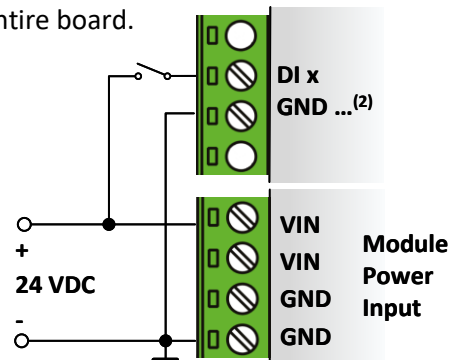 ntire board.
DI x
GND ...(2)
VIN
VIN
GND
GND
Module
Power
Input
+
24 VDC
-